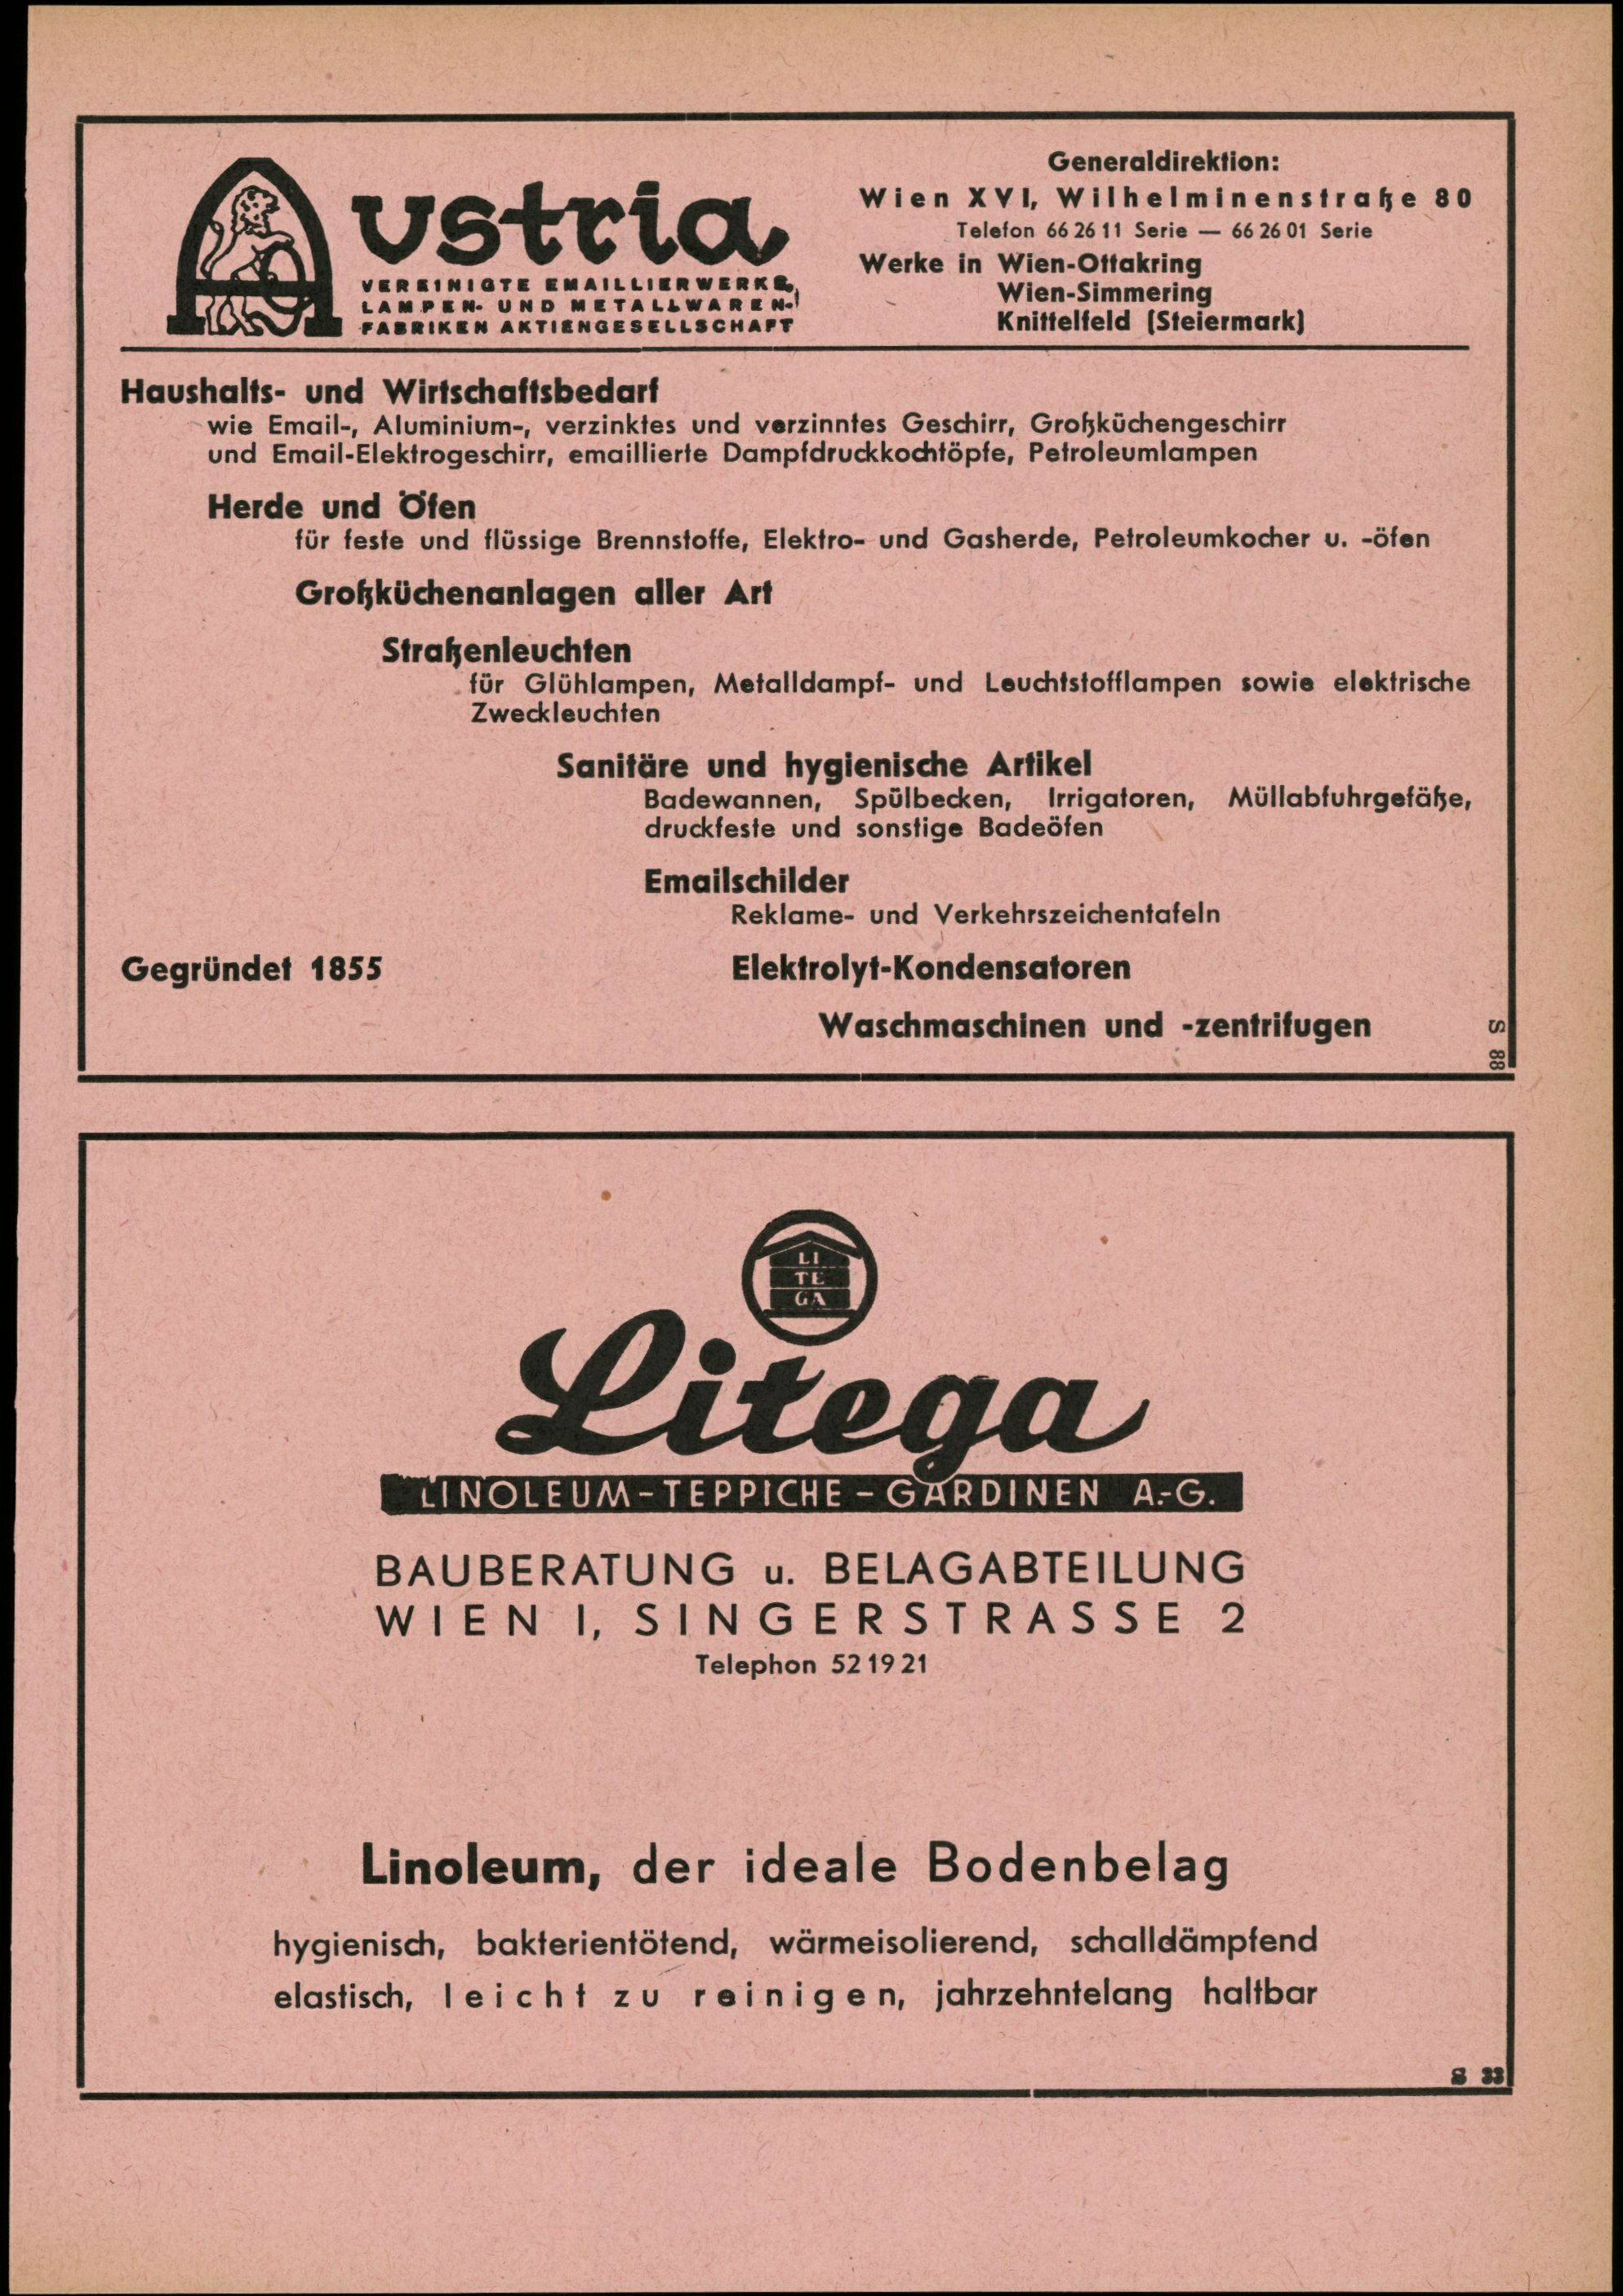 Austria
VEREINIGTE EMAILLIERWERKE,
LAMPEN- UND METALLWAREN-
FABRIKEN AKTIENGESELLSCHAFT
Generaldirektion:
Wien XVI, Wilhelminenstraße 80
Telefon 66 26 11 Serie — 66 26 01 Serie
Werke in Wien-Ottakring
Wien-Simmering
Knittelfeld (Steiermark)
Haushalts- und Wirtschaftsbedarf
wie Email-, Aluminium-, verzinktes und verzinntes Geschirr, Großküchengeschirr
und Email-Elektrogeschirr, emaillierte Dampfdruckkochtöpfe, Petroleumlampen
Herde und Öfen
für feste und flüssige Brennstoffe, Elektro- und Gasherde, Petroleumkocher u. -öfen
Großküchenanlagen aller Art
Straßenleuchten
für Glühlampen, Metalldampf- und Leuchtstofflampen sowie elektrische
Zweckleuchten
Sanitäre und hygienische Artikel
Badewannen, Spülbecken, Irrigatoren, Müllabfuhrgefäße,
druckfeste und sonstige Badeöfen
Emailschilder
Reklame- und Verkehrszeichentafeln
Gegründet 1855
Elektrolyt-Kondensatoren
Waschmaschinen und -zentrifugen
S 88
LI
TE
GA
Litega
LINOLEUM-TEPPICHE-GARDINEN A.-G.
BAUBERATUNG u. BELAGABTEILUNG
WIEN I, SINGERSTRASSE 2
Telephon 52 19 21
Linoleum, der ideale Bodenbelag
hygienisch, bakterientötend, wärmeisolierend, schalldämpfend
elastisch, leicht zu reinigen, jahrzehntelang haltbar
S 33